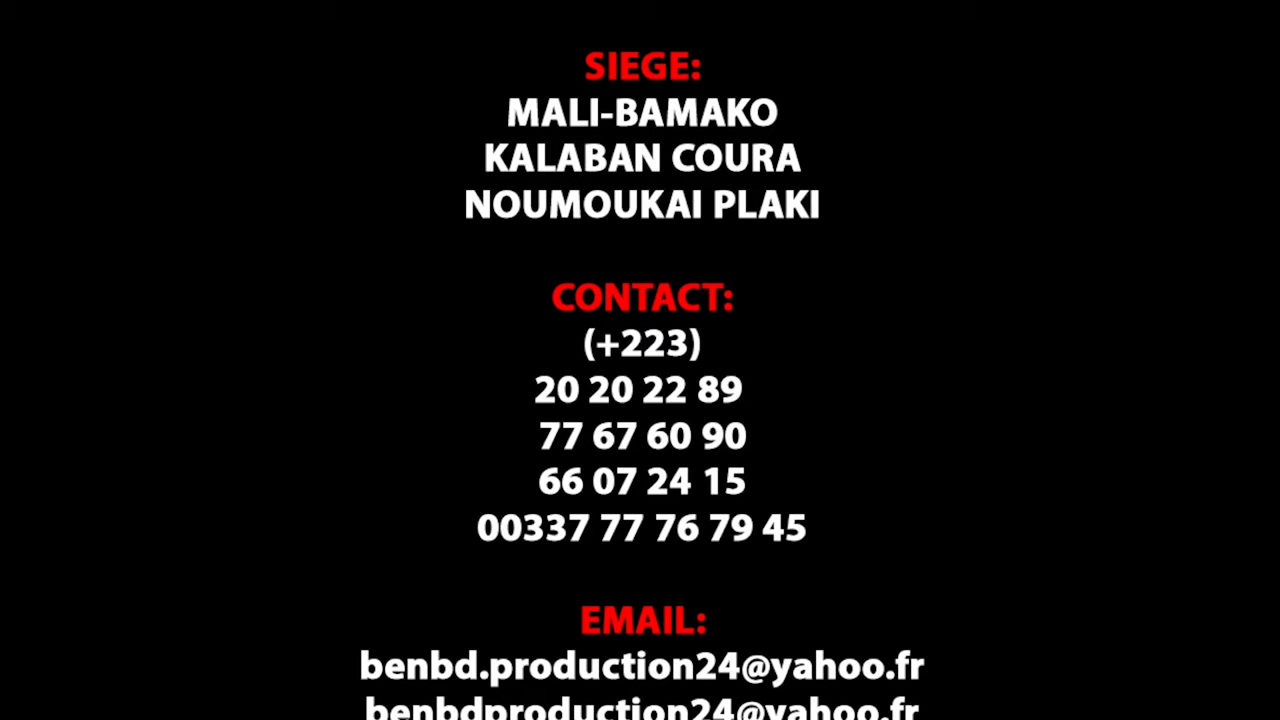 SIEGE:
MALI-BAMAKO
KALABAN COURA
NOUMOUKAI PLAKI
CONTACT:
(+223)
20 20 22 89
77 67 60 90
66 07 24 15
00337 77 76 79 45
EMAIL:
benbd.production24@yahoo.fr
benbdproduction24@yahoo.fr